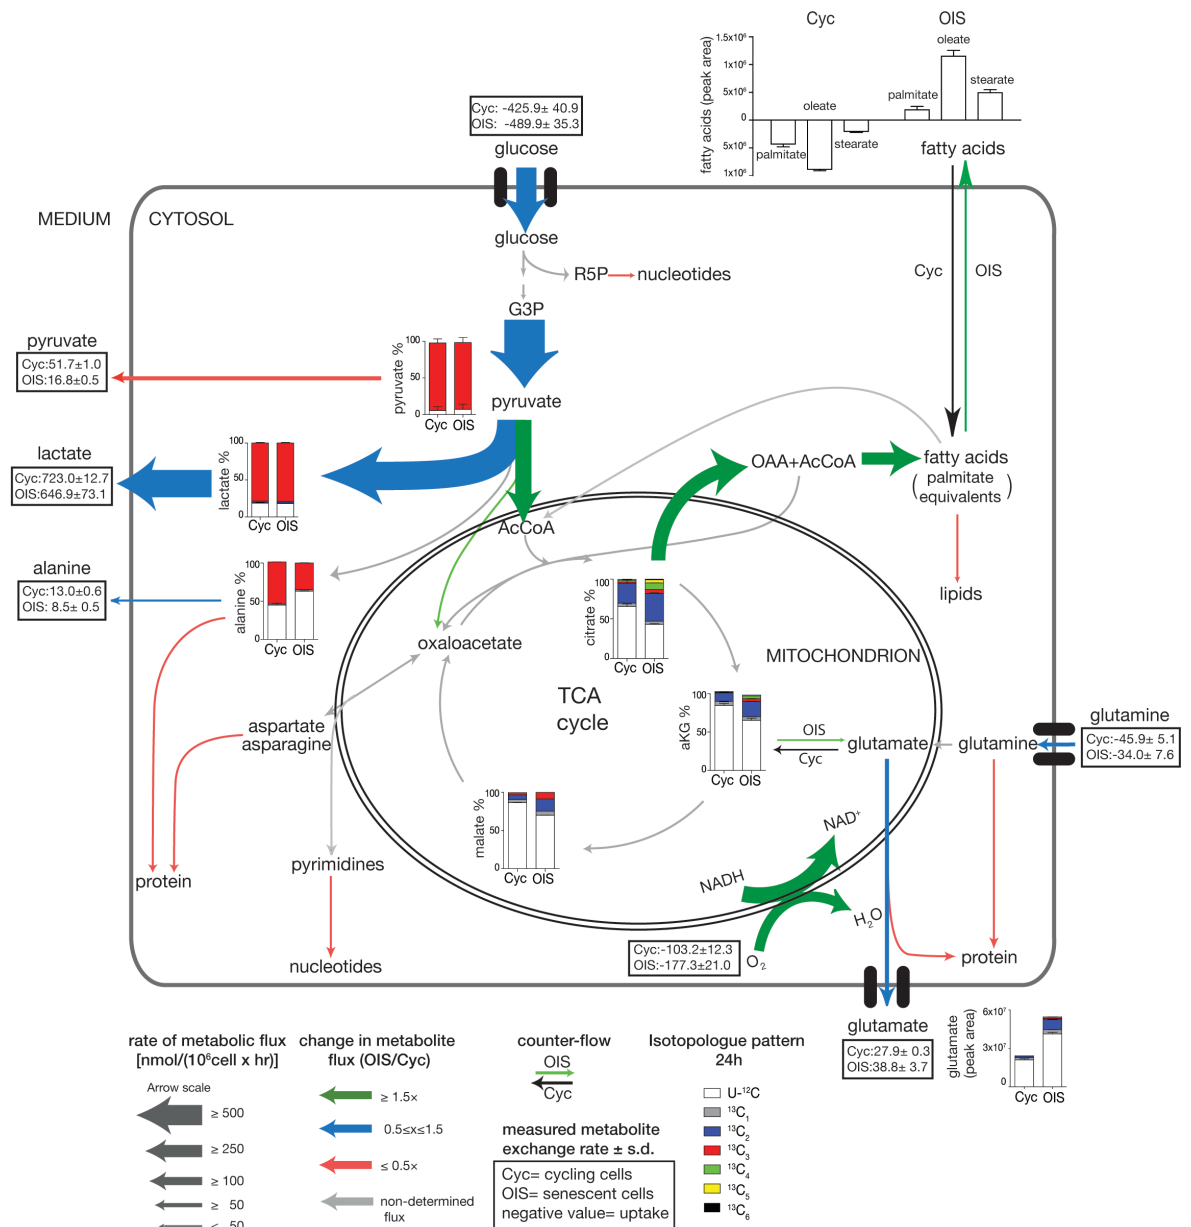 Cyc
OIS
fatty acids (peak area)
1.5x10⁶
1x10⁶
5x10⁶
0
5x10⁶
1x10⁶
palmitate
oleate
stearate
palmitate
oleate
stearate
Cyc: -425.9± 40.9
OIS: -489.9± 35.3
glucose
fatty acids
MEDIUM
CYTOSOL
glucose
R5P
nucleotides
G3P
Cyc
OIS
pyruvate
Cyc:51.7±1.0
OIS:16.8±0.5
pyruvate %
100
50
0
Cyc OIS
pyruvate
lactate
Cyc:723.0±12.7
OIS:646.9±73.1
lactate %
100
50
0
Cyc OIS
OAA+AcCoA
fatty acids
(palmitate
equivalents)
AcCoA
alanine
Cyc:13.0±0.6
OIS: 8.5± 0.5
alanine %
100
50
0
Cyc OIS
citrate %
100
50
0
Cyc OIS
lipids
oxaloacetate
MITOCHONDRION
TCA
cycle
aspartate
asparagine
aKG %
100
50
0
Cyc OIS
OIS
Cyc
glutamate
glutamine
glutamine
Cyc:-45.9± 5.1
OIS:-34.0± 7.6
malate %
100
50
0
Cyc OIS
pyrimidines
protein
NAD⁺
NADH
H₂O
O₂
Cyc:-103.2±12.3
OIS:-177.3±21.0
nucleotides
protein
glutamate
Cyc:27.9± 0.3
OIS:38.8± 3.7
glutamate
(peak area)
6x10⁷
3x10⁷
0
Cyc OIS
rate of metabolic flux
[nmol/(10⁶cell x hr)]
Arrow scale
≥ 500
≥ 250
≥ 100
≥ 50
< 50
change in metabolite
flux (OIS/Cyc)
≥ 1.5×
0.5≤x≤1.5
≤ 0.5×
non-determined
flux
counter-flow
OIS
Cyc
measured metabolite
exchange rate ± s.d.
Cyc= cycling cells
OIS= senescent cells
negative value= uptake
Isotopologue pattern
24h
U-¹²C
¹³C₁
¹³C₂
¹³C₃
¹³C₄
¹³C₅
¹³C₆